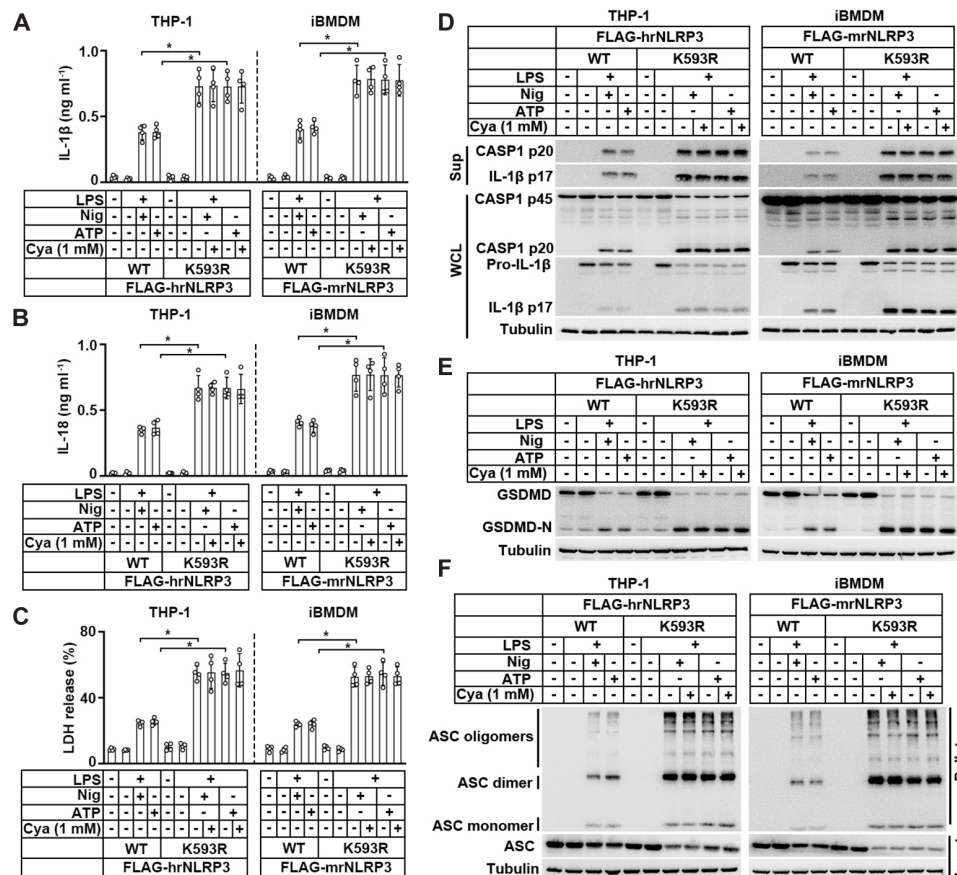 A
THP-1 iBMDM
IL-1β (ng ml⁻¹)
1.0
0.5
0
* * * *
LPS - + - + - + - +
Nig - - + - - - + - - - + - - - + -
ATP - - - + - - - + - - - + - - - +
Cya (1 mM) - - - - - - - + - + - - - - - - - + - +
WT K593R WT K593R
FLAG-hrNLRP3 FLAG-mrNLRP3
B
THP-1 iBMDM
IL-18 (ng ml⁻¹)
1.0
0.5
0
* * * *
LPS - + - + - + - +
Nig - - + - - - + - - - + - - - + -
ATP - - - + - - - + - - - + - - - +
Cya (1 mM) - - - - - - - + - + - - - - - - - + - +
WT K593R WT K593R
FLAG-hrNLRP3 FLAG-mrNLRP3
C
THP-1 iBMDM
LDH release (%)
80
40
0
* * * *
LPS - + - + - + - +
Nig - - + - - - + - - - + - - - + -
ATP - - - + - - - + - - - + - - - +
Cya (1 mM) - - - - - - - + - + - - - - - - - + - +
WT K593R WT K593R
FLAG-hrNLRP3 FLAG-mrNLRP3
D
THP-1 iBMDM
FLAG-hrNLRP3 FLAG-mrNLRP3
WT K593R WT K593R
LPS - + - + - + - +
Nig - - + - - - + - - - + - - - + -
ATP - - - + - - - + - - - + - - - +
Cya (1 mM) - - - - - - - + - + - - - - - - - + - +
Sup
CASP1 p20
IL-1β p17
WCL
CASP1 p45
CASP1 p20
Pro-IL-1β
IL-1β p17
Tubulin
E
THP-1 iBMDM
FLAG-hrNLRP3 FLAG-mrNLRP3
WT K593R WT K593R
LPS - + - + - + - +
Nig - - + - - - + - - - + - - - + -
ATP - - - + - - - + - - - + - - - +
Cya (1 mM) - - - - - - - + - + - - - - - - - + - +
GSDMD
GSDMD-N
Tubulin
F
THP-1 iBMDM
FLAG-hrNLRP3 FLAG-mrNLRP3
WT K593R WT K593R
LPS - + - + - + - +
Nig - - + - - - + - - - + - - - + -
ATP - - - + - - - + - - - + - - - +
Cya (1 mM) - - - - - - - + - + - - - - - - - + - +
ASC oligomers
ASC dimer
ASC monomer
ASC
Tubulin